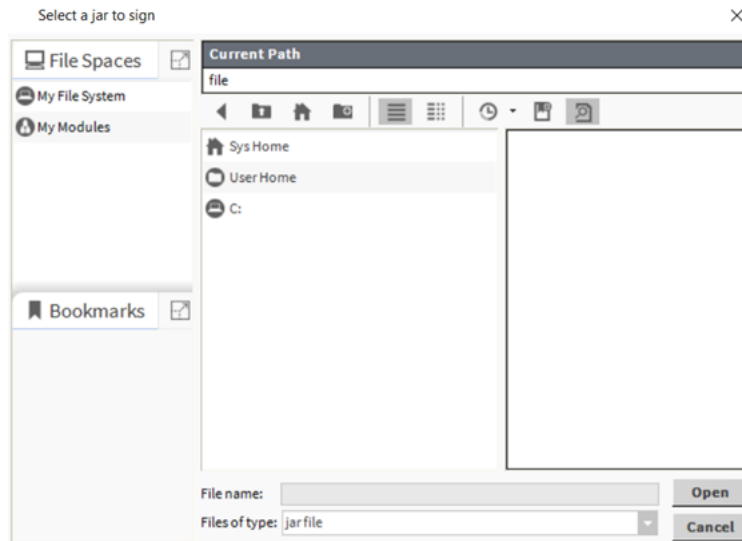 Select a jar to sign
File Spaces
My File System
My Modules
Bookmarks
Current Path
file
Sys Home
User Home
C:
File name:
Open
Files of type: jar file
Cancel